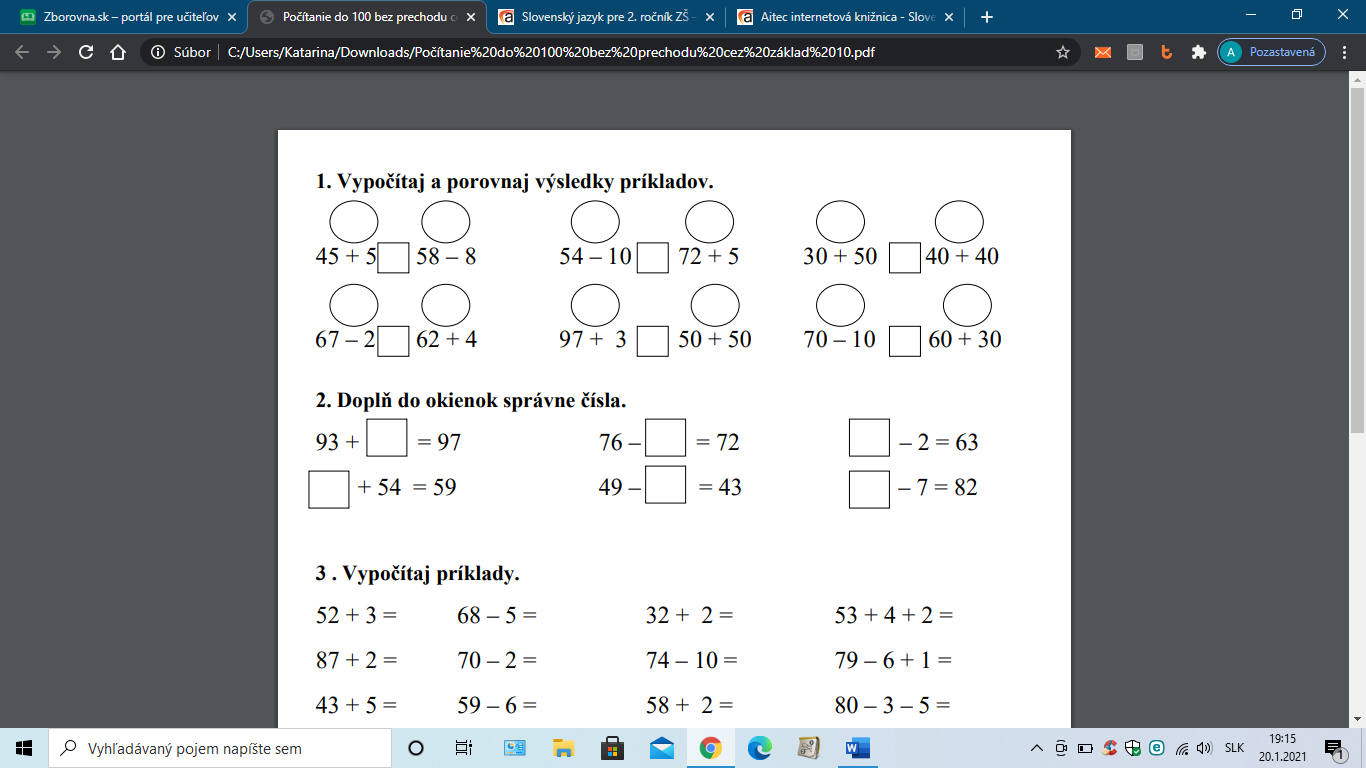 Zborovna.sk – portál pre učiteľov
Počítanie do 100 bez prechodu c
Slovenský jazyk pre 2. ročník ZŠ -
Aitec internetová knižnica - Slove
Súbor
C:/Users/Katarina/Downloads/Počítanie%20do%20100%20bez%20prechodu%20cez%20základ%2010.pdf
A Pozastavená
1. Vypočítaj a porovnaj výsledky príkladov.
45 + 5 58 – 8 54 – 10 72 + 5 30 + 50 40 + 40
67 – 2 62 + 4 97 + 3 50 + 50 70 – 10 60 + 30
2. Doplň do okienok správne čísla.
93 + = 97 76 – = 72 – 2 = 63
+ 54 = 59 49 – = 43 – 7 = 82
3 . Vypočítaj príklady.
52 + 3 = 68 – 5 = 32 + 2 = 53 + 4 + 2 =
87 + 2 = 70 – 2 = 74 – 10 = 79 – 6 + 1 =
43 + 5 = 59 – 6 = 58 + 2 = 80 – 3 – 5 =
Vyhľadávaný pojem napíšte sem
SLK
19:15
20.1.2021
1